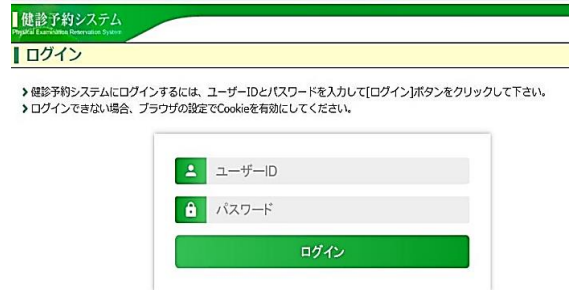 健診予約システム
Physical Examination Reservation System
ログイン
健診予約システムにログインするには、ユーザーIDとパスワードを入力して[ログイン]ボタンをクリックして下さい。
ログインできない場合、ブラウザの設定でCookieを有効にしてください。
ユーザーID
パスワード
ログイン